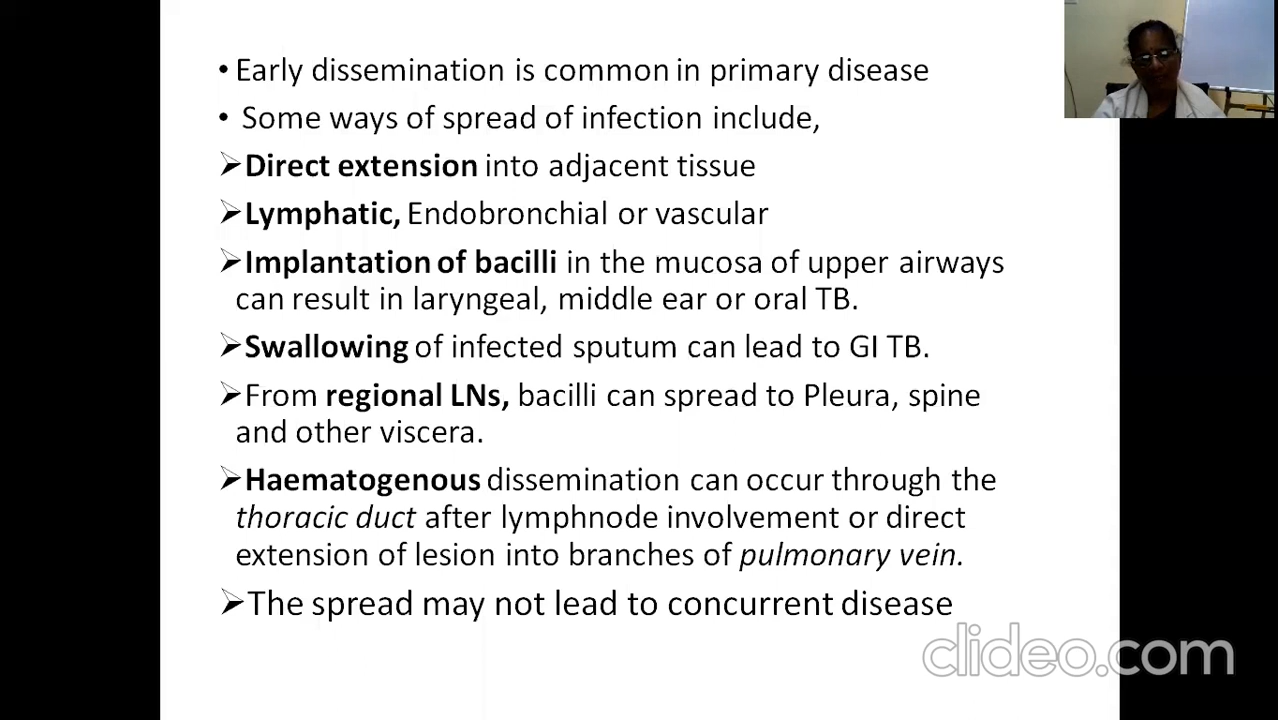 • Early dissemination is common in primary disease
• Some ways of spread of infection include,
➢Direct extension into adjacent tissue
➢Lymphatic, Endobronchial or vascular
➢Implantation of bacilli in the mucosa of upper airways
can result in laryngeal, middle ear or oral TB.
➢Swallowing of infected sputum can lead to GI TB.
➢From regional LNs, bacilli can spread to Pleura, spine
and other viscera.
➢Haematogenous dissemination can occur through the
thoracic duct after lymphnode involvement or direct
extension of lesion into branches of pulmonary vein.
➢The spread may not lead to concurrent disease
clideo.com